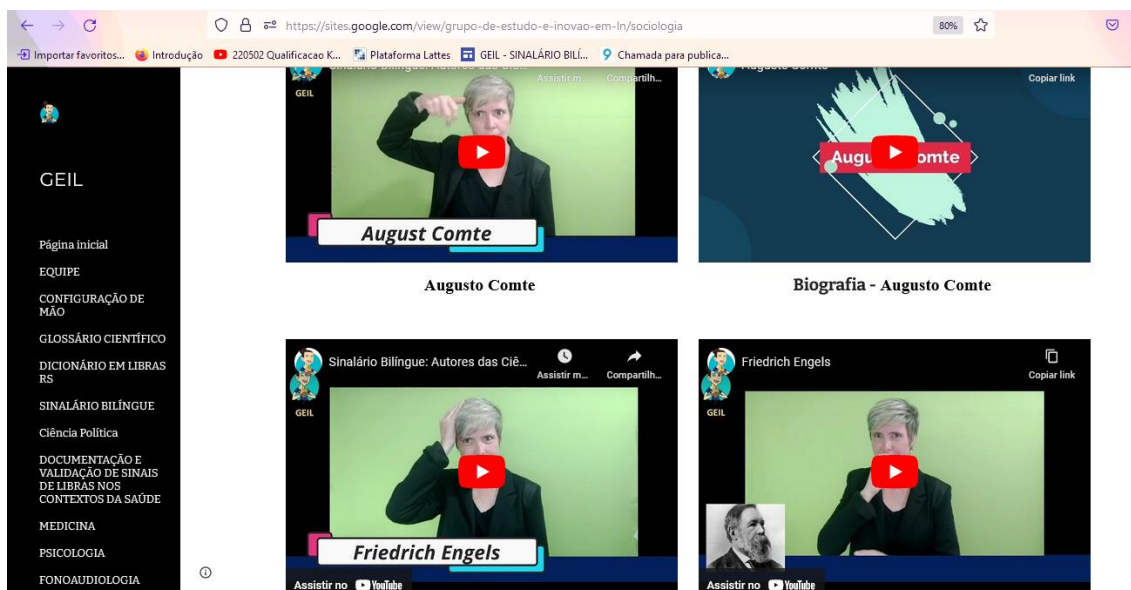 https://sites.google.com/view/grupo-de-estudo-e-inovao-em-ln/sociologia
80%
Importar favoritos...
Introdução
220502 Qualificacao K...
Plataforma Lattes
GEIL - SINALÁRIO BILÍ...
Chamada para publica...
GEIL
Página inicial
EQUIPE
CONFIGURAÇÃO DE
MÃO
GLOSSÁRIO CIENTÍFICO
DICIONÁRIO EM LIBRAS
RS
SINALÁRIO BILÍNGUE
Ciência Política
DOCUMENTAÇÃO E
VALIDAÇÃO DE SINAIS
DE LIBRAS NOS
CONTEXTOS DA SAÚDE
MEDICINA
PSICOLOGIA
FONOAUDIOLOGIA
Assistir m...
Compartilh...
GEIL
August Comte
Augusto Comte
Copiar link
Augu omte
Biografia - Augusto Comte
Sinalário Bilíngue: Autores das Ciê...
Assistir m...
Compartilh...
GEIL
Friedrich Engels
Assistir no YouTube
Friedrich Engels
Copiar link
GEIL
Assistir no YouTube